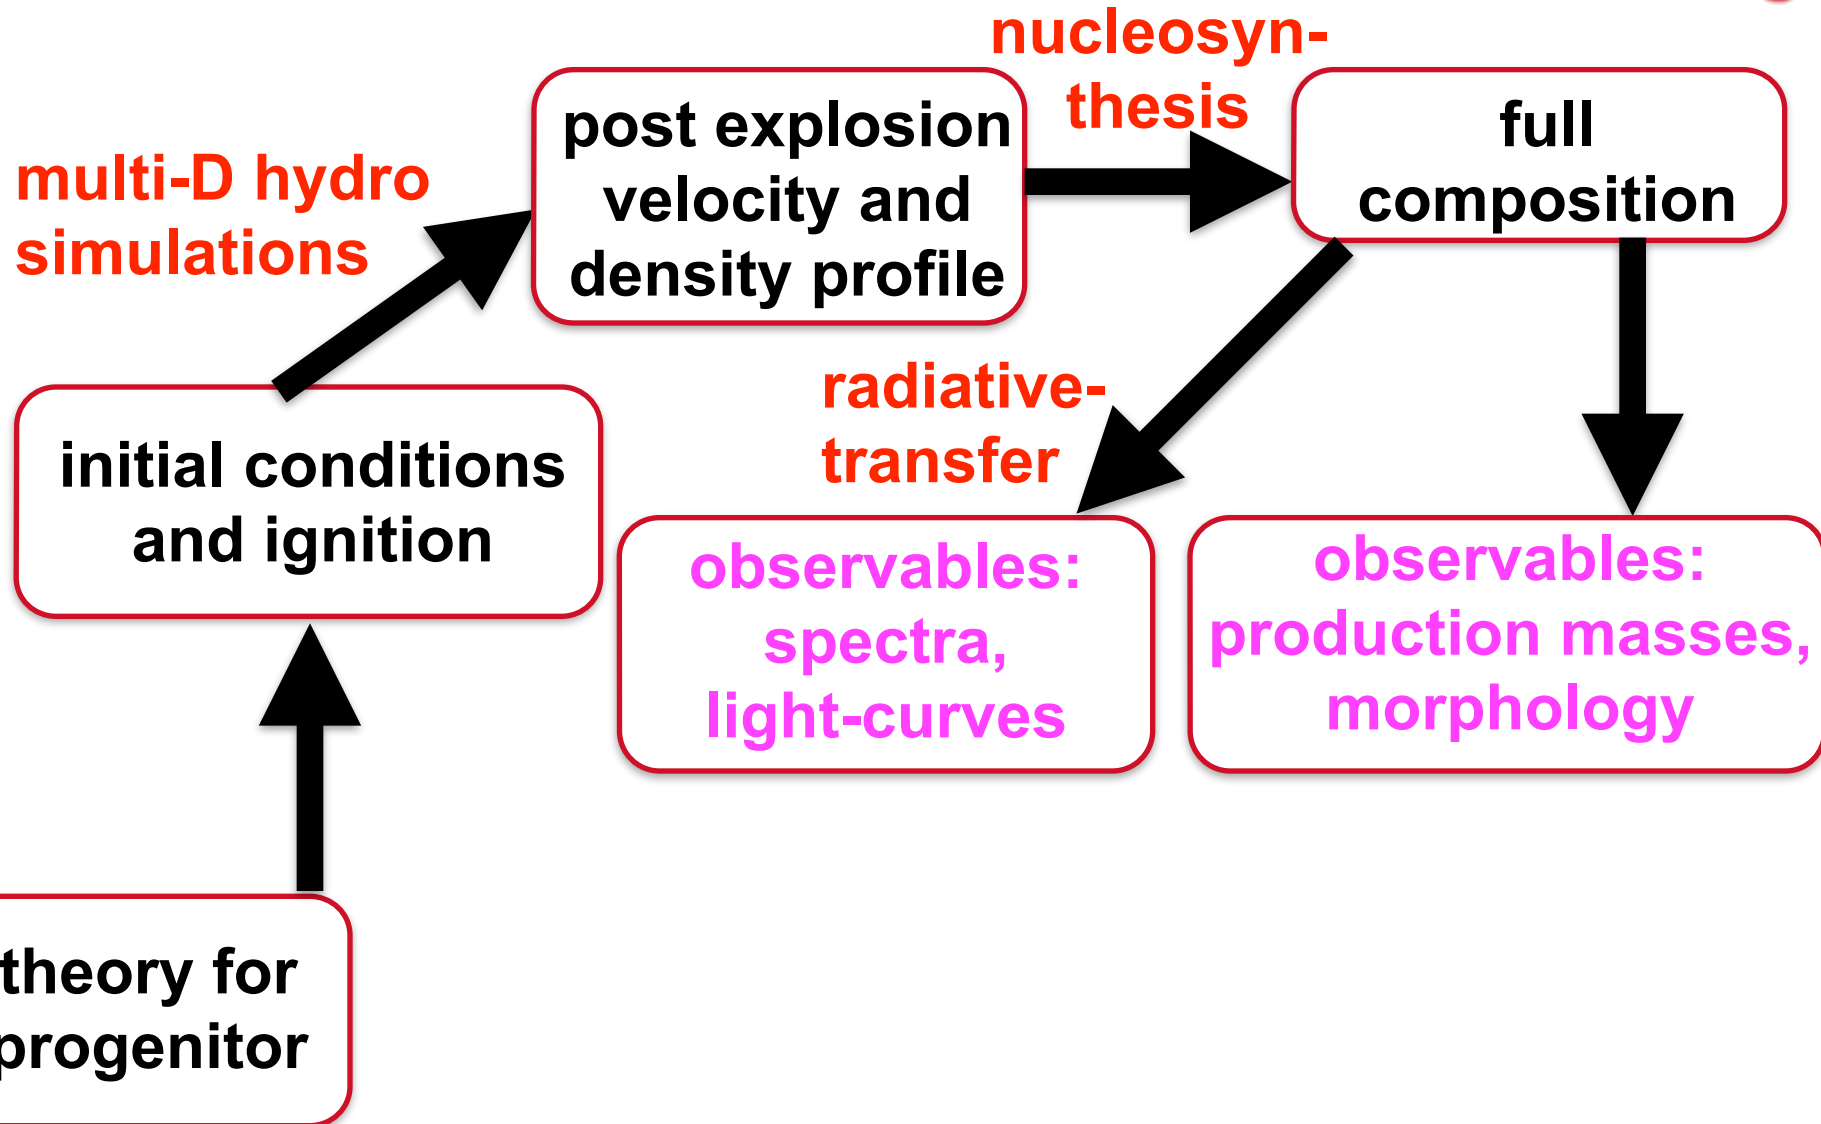 nucleosyn-
thesis
multi-D hydro
simulations
post explosion
velocity and
density profile
full
composition
radiative-
transfer
initial conditions
and ignition
observables:
spectra,
light-curves
observables:
production masses,
morphology
theory for
progenitor